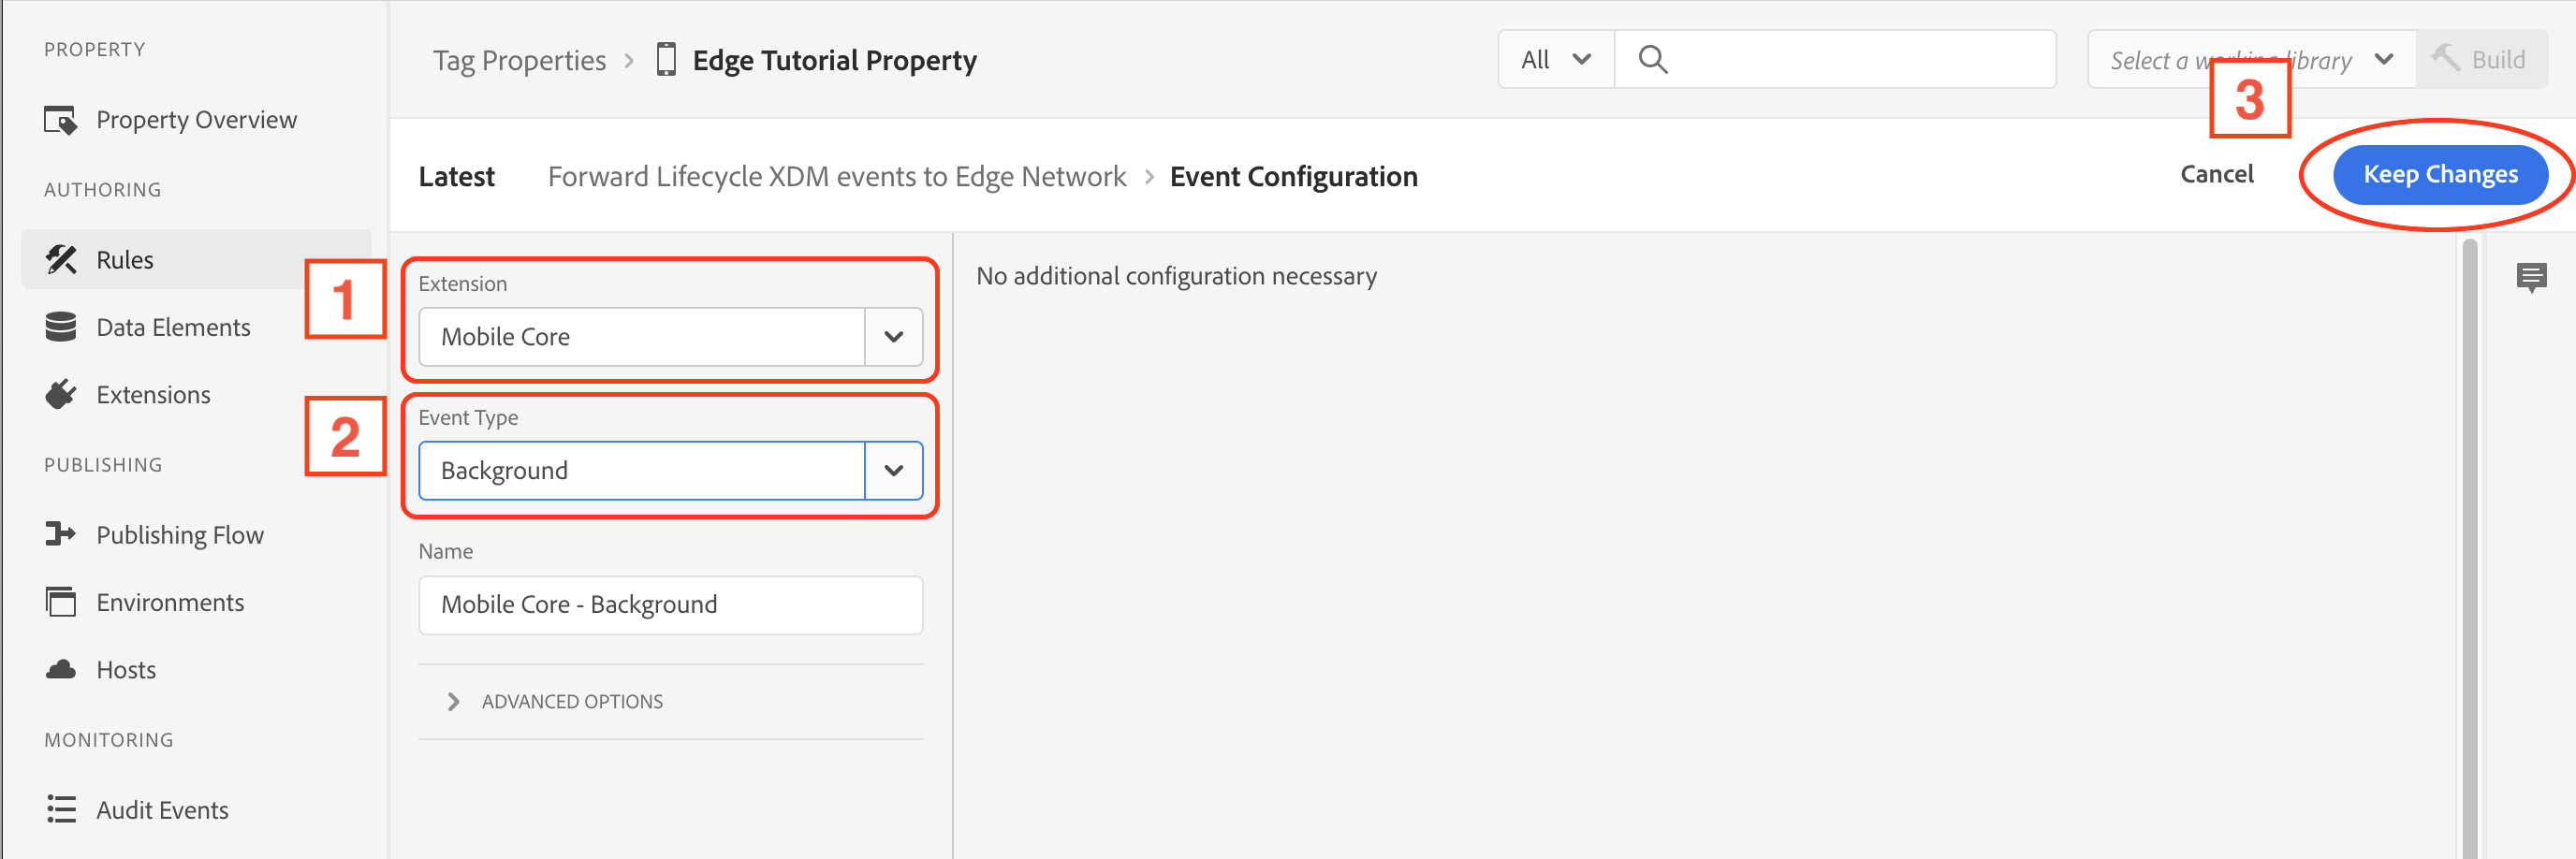 PROPERTY
Property Overview
AUTHORING
Rules
Data Elements
Extensions
PUBLISHING
Publishing Flow
Environments
Hosts
MONITORING
Audit Events
Tag Properties > Edge Tutorial Property
All
Select a working library
Build
3
Latest
Forward Lifecycle XDM events to Edge Network > Event Configuration
Cancel
Keep Changes
1
Extension
Mobile Core
2
Event Type
Background
Name
Mobile Core - Background
ADVANCED OPTIONS
No additional configuration necessary